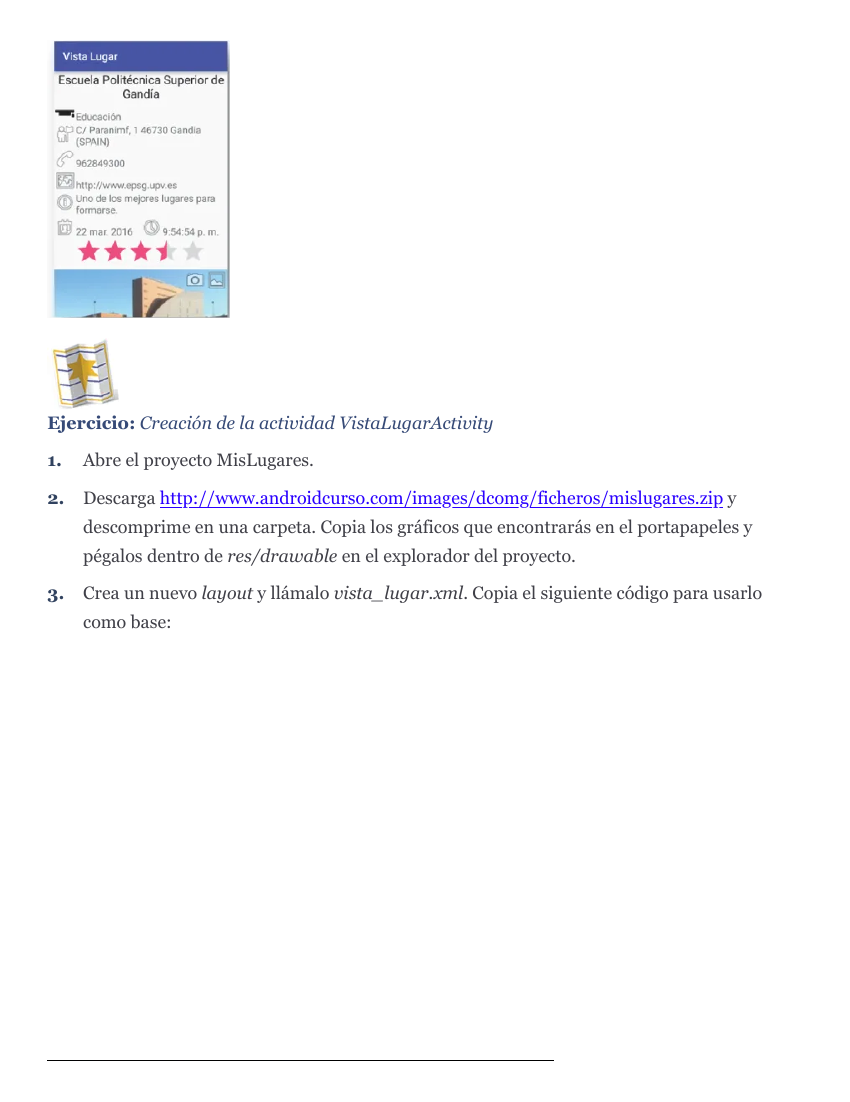 Vista Lugar
Escuela Politécnica Superior de
Gandía
Educación
C/ Paranimf, 1 46730 Gandia
(SPAIN)
962849300
http://www.epsg.upv.es
Uno de los mejores lugares para
formarse.
22 mar. 2016 9:54:54 p. m.
Ejercicio: Creación de la actividad VistaLugarActivity
1. Abre el proyecto MisLugares.
2. Descarga http://www.androidcurso.com/images/dcomg/ficheros/mislugares.zip y
descomprime en una carpeta. Copia los gráficos que encontrarás en el portapapeles y
pégalos dentro de res/drawable en el explorador del proyecto.
3. Crea un nuevo layout y llámalo vista_lugar.xml. Copia el siguiente código para usarlo
como base: